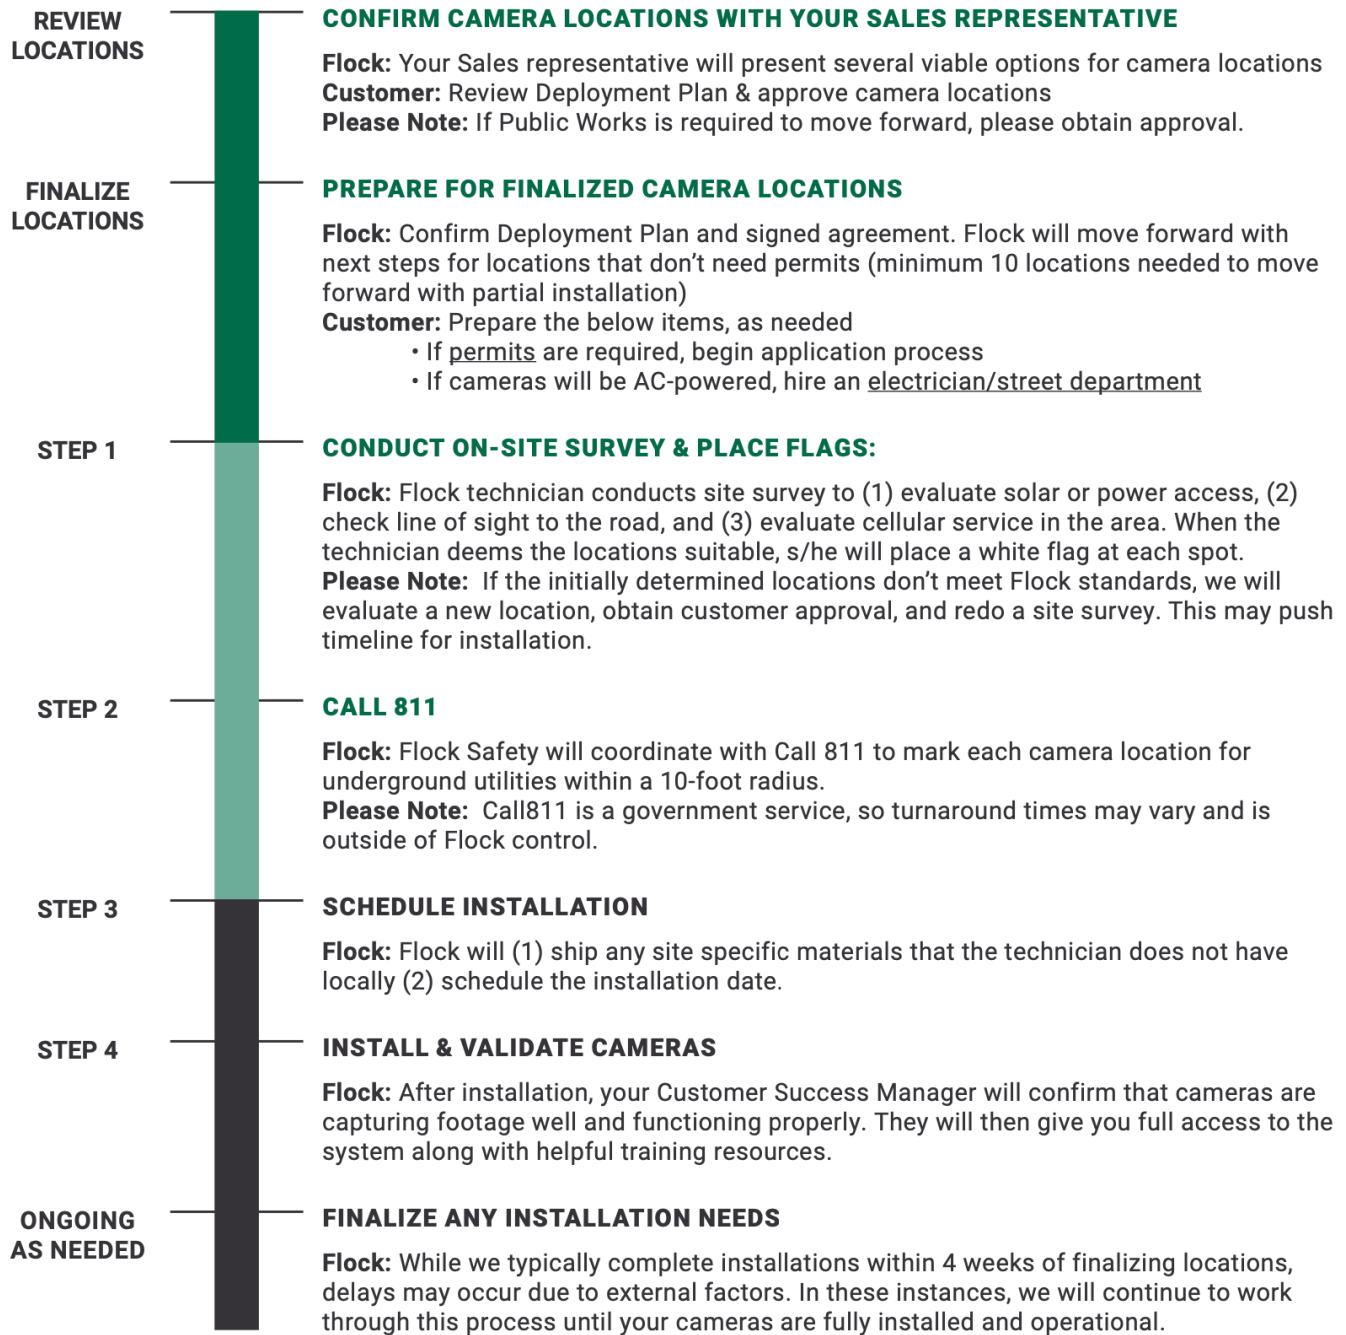 REVIEW
LOCATIONS
CONFIRM CAMERA LOCATIONS WITH YOUR SALES REPRESENTATIVE
Flock: Your Sales representative will present several viable options for camera locations
Customer: Review Deployment Plan & approve camera locations
Please Note: If Public Works is required to move forward, please obtain approval.
FINALIZE
LOCATIONS
PREPARE FOR FINALIZED CAMERA LOCATIONS
Flock: Confirm Deployment Plan and signed agreement. Flock will move forward with
next steps for locations that don’t need permits (minimum 10 locations needed to move
forward with partial installation)
Customer: Prepare the below items, as needed
• If permits are required, begin application process
• If cameras will be AC-powered, hire an electrician/street department
STEP 1
CONDUCT ON-SITE SURVEY & PLACE FLAGS:
Flock: Flock technician conducts site survey to (1) evaluate solar or power access, (2)
check line of sight to the road, and (3) evaluate cellular service in the area. When the
technician deems the locations suitable, s/he will place a white flag at each spot.
Please Note: If the initially determined locations don’t meet Flock standards, we will
evaluate a new location, obtain customer approval, and redo a site survey. This may push
timeline for installation.
STEP 2
CALL 811
Flock: Flock Safety will coordinate with Call 811 to mark each camera location for
underground utilities within a 10-foot radius.
Please Note: Call811 is a government service, so turnaround times may vary and is
outside of Flock control.
STEP 3
SCHEDULE INSTALLATION
Flock: Flock will (1) ship any site specific materials that the technician does not have
locally (2) schedule the installation date.
STEP 4
INSTALL & VALIDATE CAMERAS
Flock: After installation, your Customer Success Manager will confirm that cameras are
capturing footage well and functioning properly. They will then give you full access to the
system along with helpful training resources.
ONGOING
AS NEEDED
FINALIZE ANY INSTALLATION NEEDS
Flock: While we typically complete installations within 4 weeks of finalizing locations,
delays may occur due to external factors. In these instances, we will continue to work
through this process until your cameras are fully installed and operational.